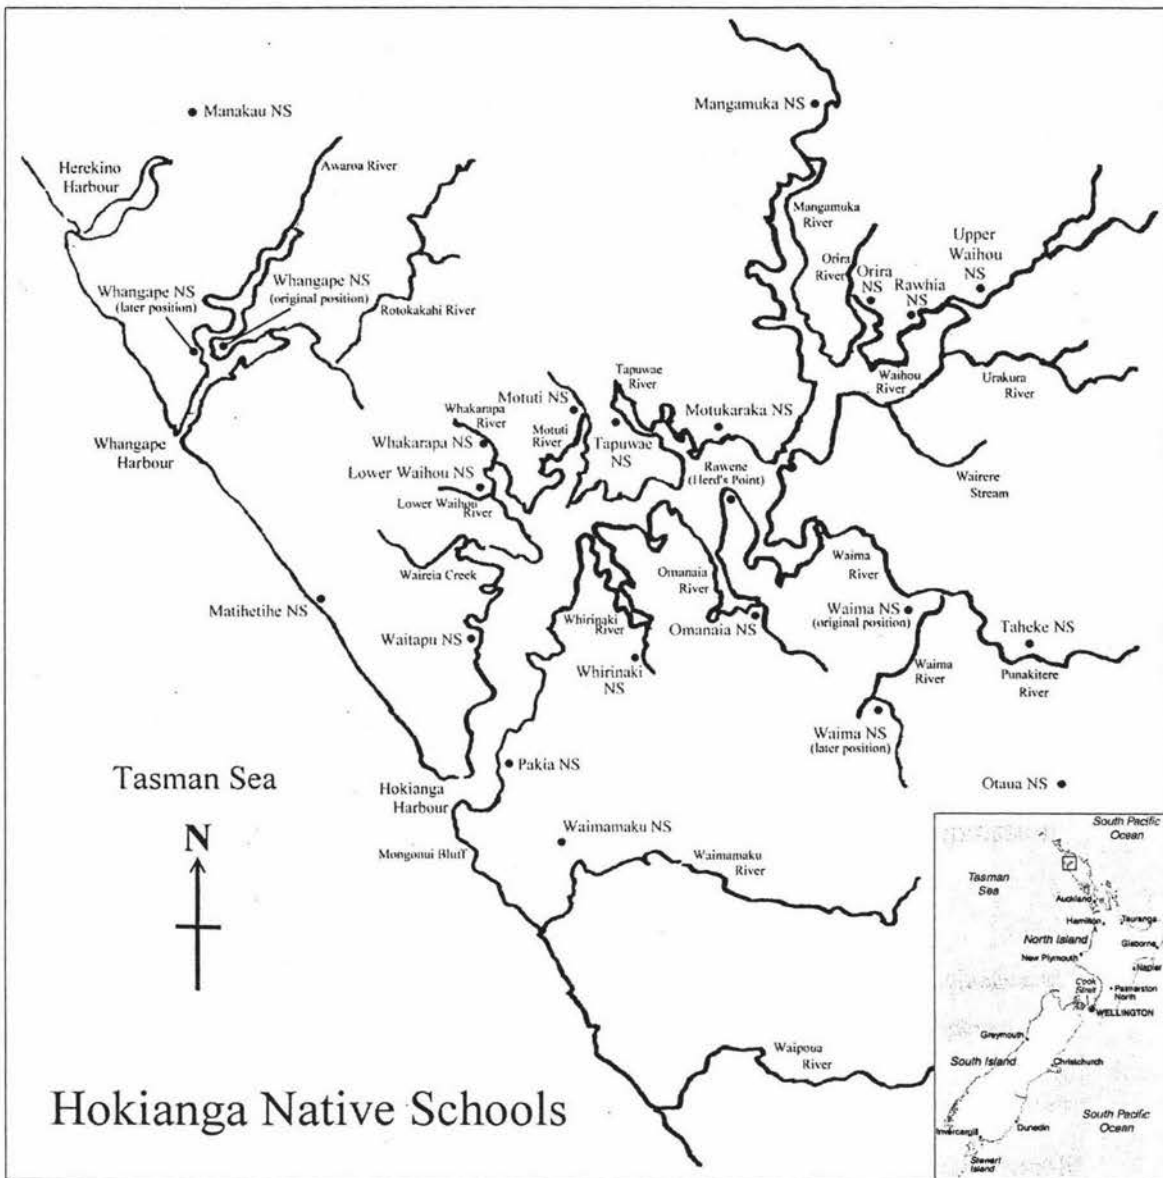 Manakau NS
Mangamuka NS
Herekino
Harbour
Awaroa River
Mangamuka
River
Whangape NS
(later position)
Whangape NS
(original position)
Rotokakahi River
Orira
River
Orira
NS
Rawhia
NS
Upper
Waihou
NS
Waihou
River
Urakura
River
Wairere
Stream
Whangape
Harbour
Whakarapa
River
Whakarapa NS
Lower Waihou NS
Lower Waihou
River
Motuti NS
Motuti
River
Tapuwae
River
Tapuwae
NS
Motukaraka NS
Rawene
(Herd's Point)
Waireia Creek
Matihetihe NS
Waitapu NS
Whirinaki
River
Whirinaki
NS
Omanaia
River
Omanaia NS
Waima
River
Waima NS
(original position)
Waima
River
Taheke NS
Punakitere
River
Waima NS
(later position)
Otaua NS
Tasman Sea
N
Hokianga
Harbour
Pakia NS
Mongonui Bluff
Waimamaku NS
Waimamaku
River
Waipoua
River
Hokianga Native Schools
South Pacific
Ocean
Tasman
Sea
Auckland
Hamilton
Tauranga
North Island
Gisborne
New Plymouth
Napier
Cook
Strait
Palmerston
North
WELLINGTON
Greymouth
South Island
Christchurch
South Pacific
Ocean
Invercargill
Dunedin
Stewart
Island